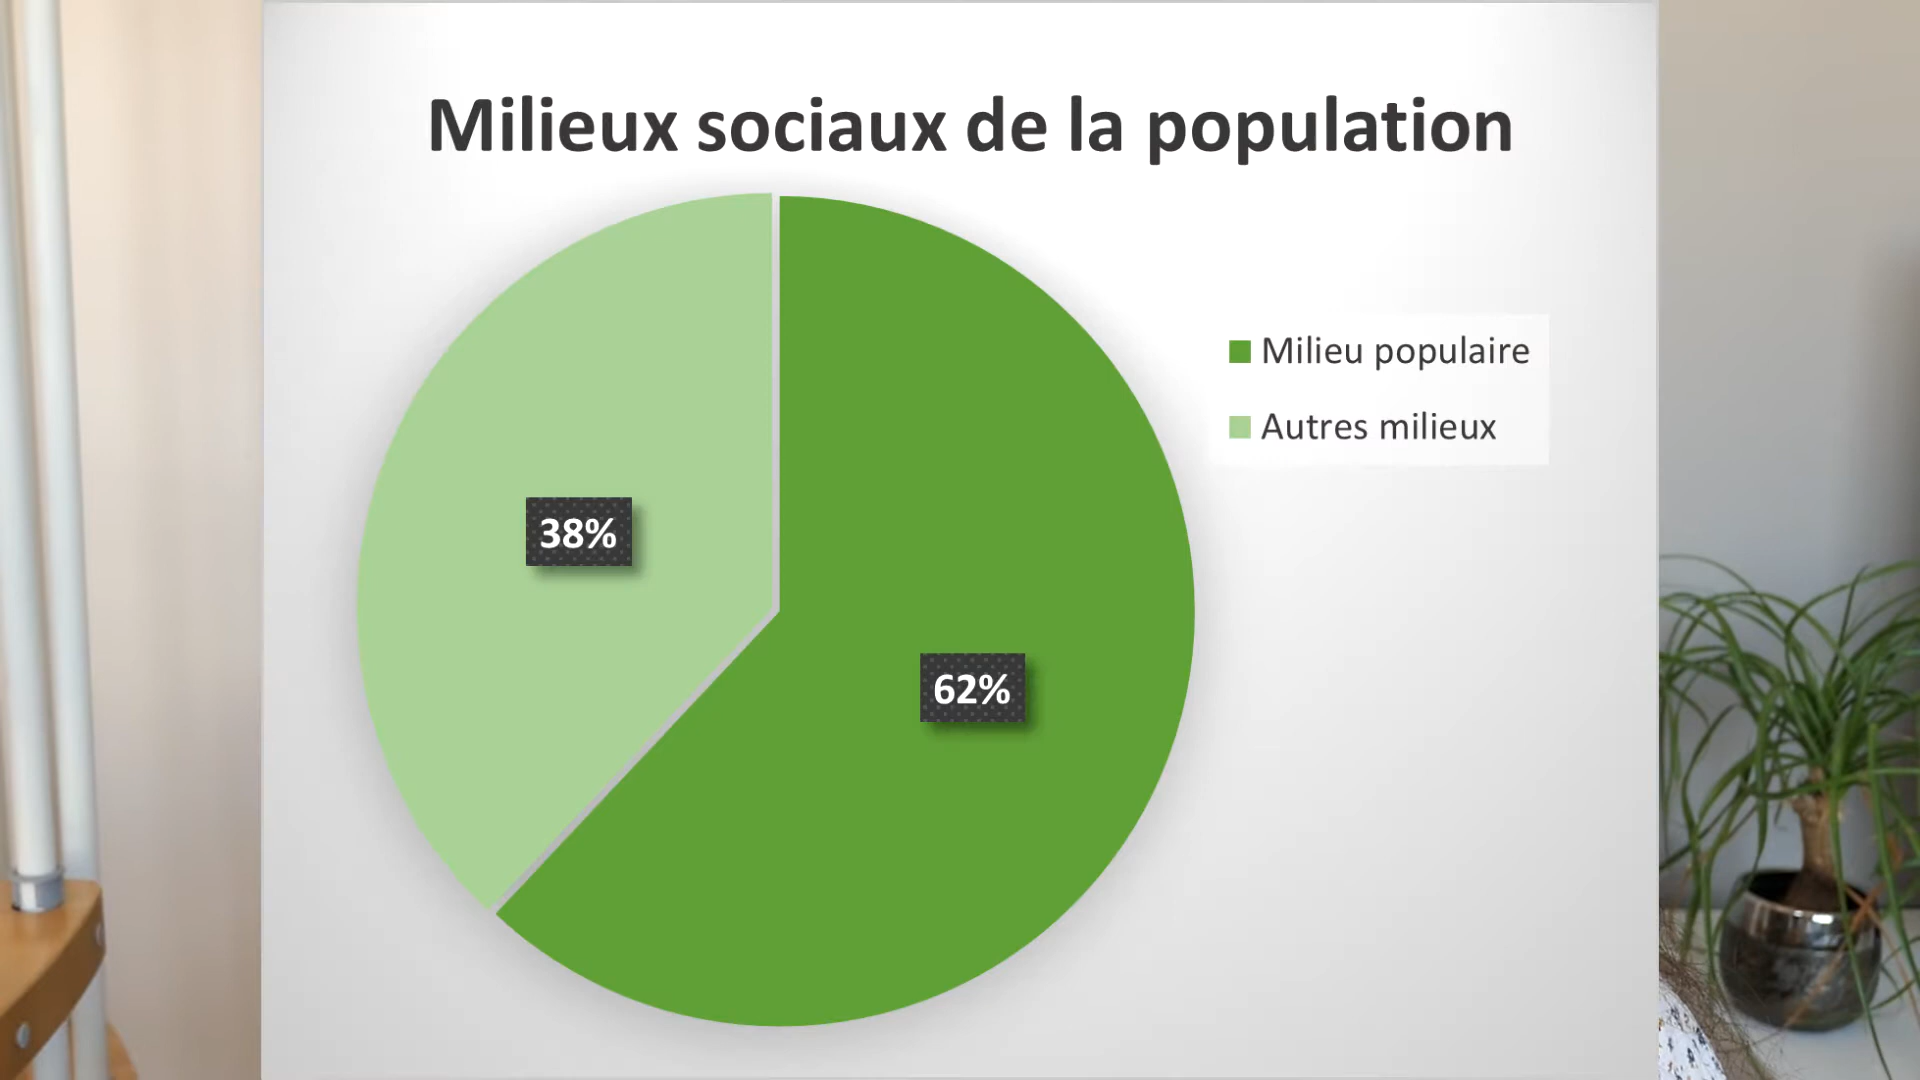 Milieux sociaux de la population
Milieu populaire
Autres milieux
38%
62%